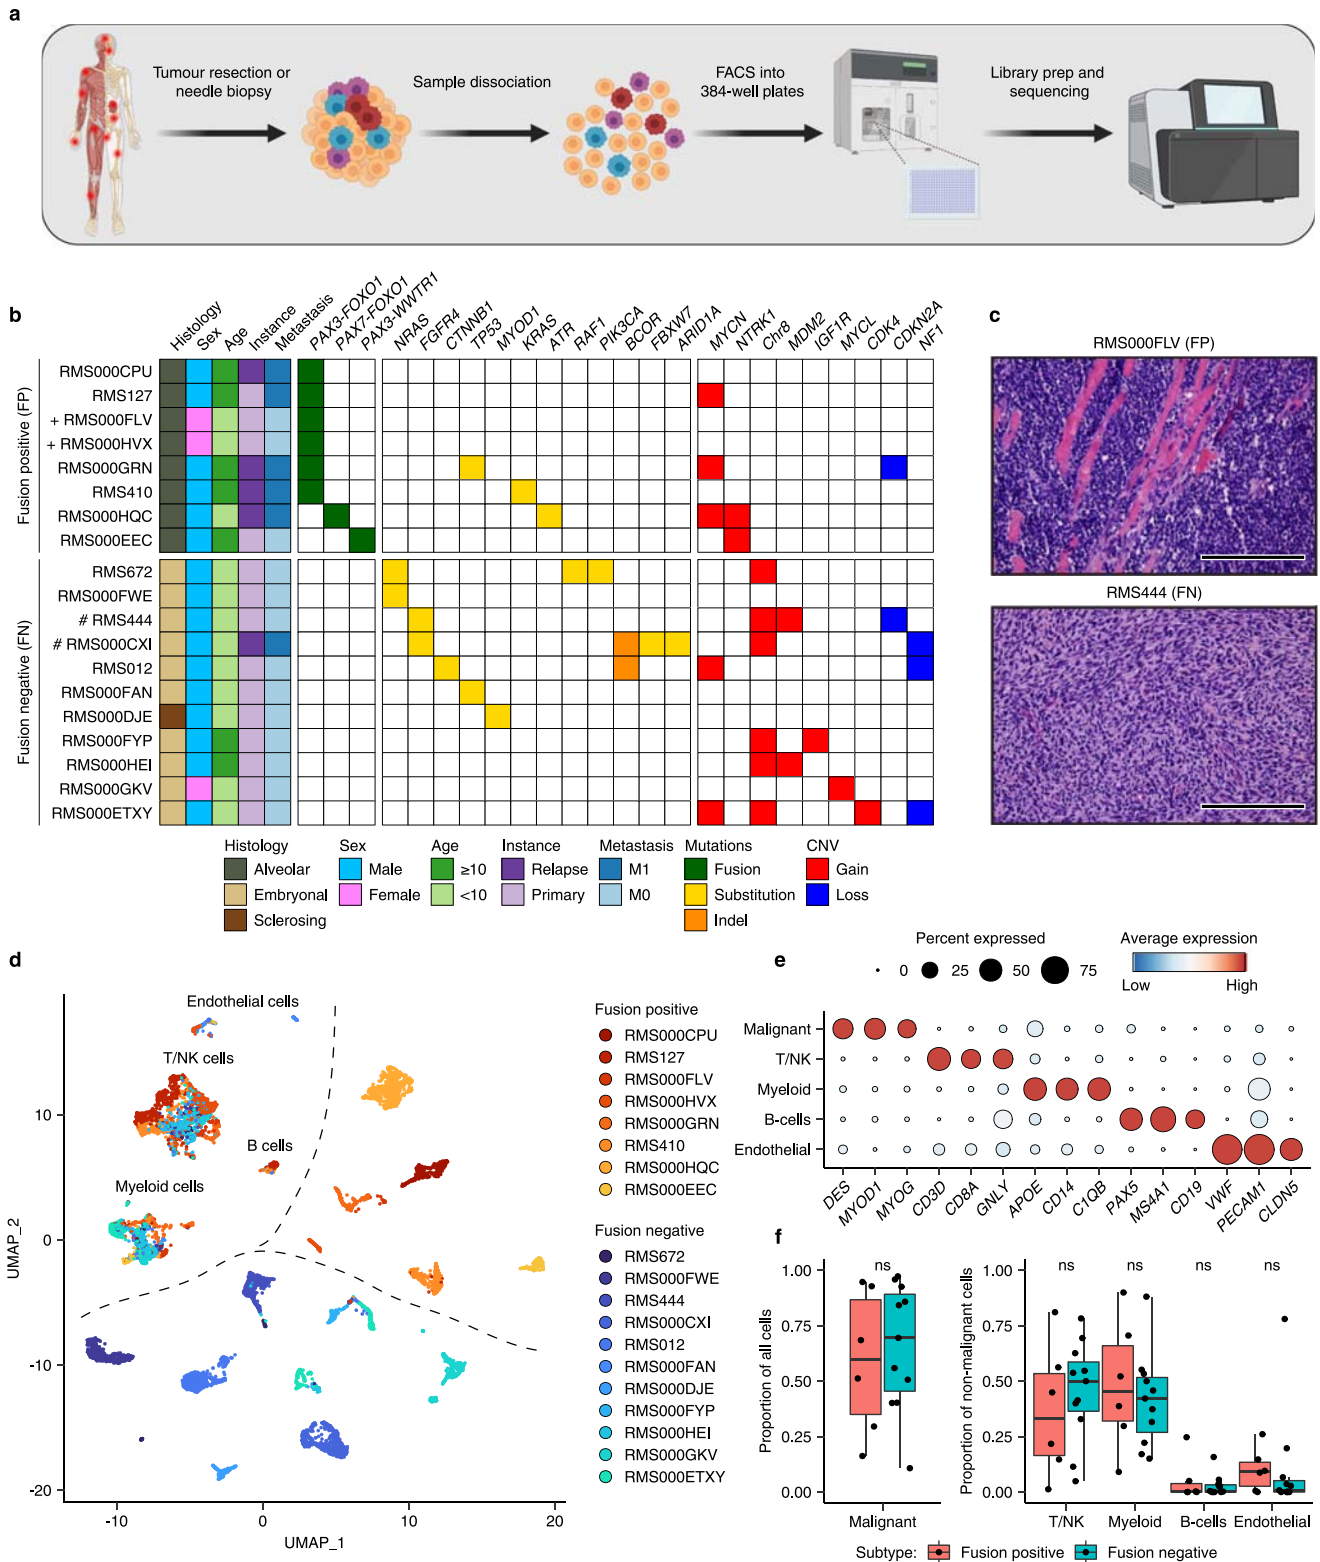 a
Tumour resection or
needle biopsy
Sample dissociation
FACS into
384-well plates
Library prep and
sequencing
b
Histology
Sex
Age
Instance
Metastasis
PAX3-FOXO1
PAX7-FOXO1
PAX3-WWTR1
NRAS
FGFR4
CTNNB1
TP53
MYOD1
KRAS
ATR
RAF1
PIK3CA
BCOR
FBXW7
ARID1A
MYCN
NTRK1
Chr8
MDM2
IGF1R
MYCL
CDK4
CDKN2A
NF1
Fusion positive (FP)
RMS000CPU
RMS127
+ RMS000FLV
+ RMS000HVX
RMS000GRN
RMS410
RMS000HQC
RMS000EEC
Fusion negative (FN)
RMS672
RMS000FWE
# RMS444
# RMS000CXI
RMS012
RMS000FAN
RMS000DJE
RMS000FYP
RMS000HEI
RMS000GKV
RMS000ETXY
Histology
Alveolar
Embryonal
Sclerosing
Sex
Male
Female
Age
≥10
<10
Instance
Relapse
Primary
Metastasis
M1
M0
Mutations
Fusion
Substitution
Indel
CNV
Gain
Loss
c
RMS000FLV (FP)
RMS444 (FN)
d
Endothelial cells
T/NK cells
B cells
Myeloid cells
10
0
-10
-20
UMAP_2
-10
0
10
20
UMAP_1
Fusion positive
RMS000CPU
RMS127
RMS000FLV
RMS000HVX
RMS000GRN
RMS410
RMS000HQC
RMS000EEC
Fusion negative
RMS672
RMS000FWE
RMS444
RMS000CXI
RMS012
RMS000FAN
RMS000DJE
RMS000FYP
RMS000HEI
RMS000GKV
RMS000ETXY
e
Percent expressed
0
25
50
75
Average expression
Low
High
Malignant
T/NK
Myeloid
B-cells
Endothelial
DES
MYOD1
MYOG
CD3D
CD8A
GNLY
APOE
CD14
C1QB
PAX5
MS4A1
CD19
VWF
PECAM1
CLDN5
f
Proportion of all cells
1.00
0.75
0.50
0.25
0.00
ns
Malignant
Proportion of non-malignant cells
1.00
0.75
0.50
0.25
0.00
ns
ns
ns
ns
T/NK
Myeloid
B-cells
Endothelial
Subtype:
Fusion positive
Fusion negative